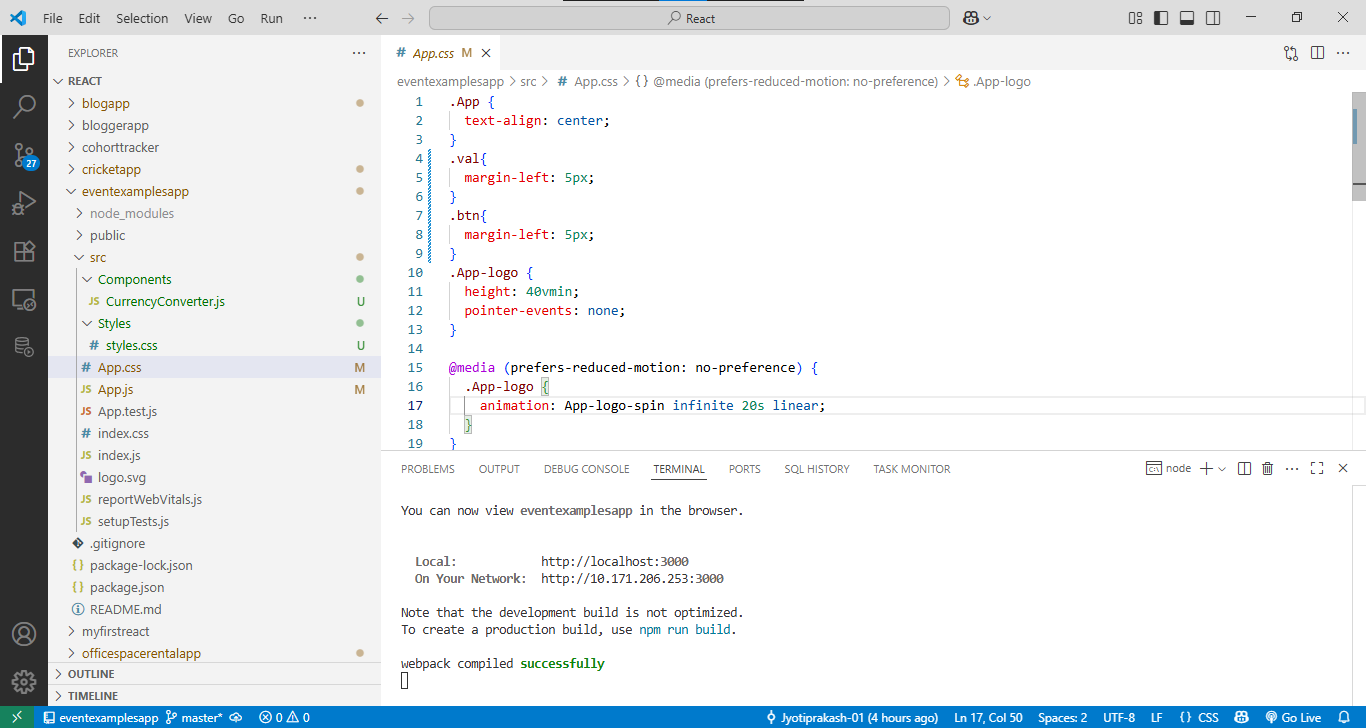 File Edit Selection View Go Run ··· React
EXPLORER ···
REACT
blogapp
bloggerapp
cohorttracker
cricketapp
eventexamplesapp
node_modules
public
src
Components
JS CurrencyConverter.js U
Styles
# styles.css U
# App.css M
JS App.js M
JS App.test.js
# index.css
JS index.js
logo.svg
JS reportWebVitals.js
JS setupTests.js
.gitignore
{} package-lock.json
{} package.json
README.md
myfirstreact
officespacerentalapp
OUTLINE
TIMELINE
27
# App.css M
eventexamplesapp > src > # App.css > {} @media (prefers-reduced-motion: no-preference) > .App-logo
1 .App {
2 text-align: center;
3 }
4 .val{
5 margin-left: 5px;
6 }
7 .btn{
8 margin-left: 5px;
9 }
10 .App-logo {
11 height: 40vmin;
12 pointer-events: none;
13 }
14
15 @media (prefers-reduced-motion: no-preference) {
16 .App-logo {
17 animation: App-logo-spin infinite 20s linear;
18 }
19 }
PROBLEMS OUTPUT DEBUG CONSOLE TERMINAL PORTS SQL HISTORY TASK MONITOR node
You can now view eventexamplesapp in the browser.
Local: http://localhost:3000
On Your Network: http://10.171.206.253:3000
Note that the development build is not optimized.
To create a production build, use npm run build.
webpack compiled successfully
eventexamplesapp master* 0 0 Jyotiprakash-01 (4 hours ago) Ln 17, Col 50 Spaces: 2 UTF-8 LF {} CSS Go Live